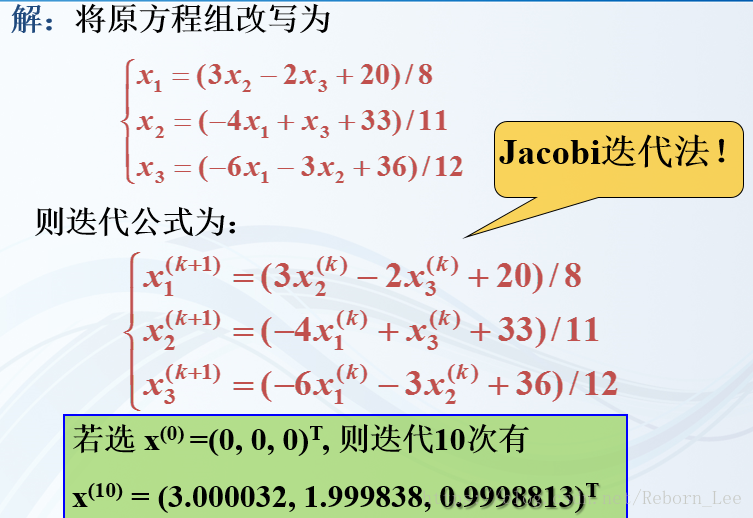 解：将原方程组改写为
x₁ = (3x₂ − 2x₃ + 20) / 8
x₂ = (−4x₁ + x₃ + 33) / 11
x₃ = (−6x₁ − 3x₂ + 36) / 12
Jacobi迭代法！
则迭代公式为：
x₁^(k+1) = (3x₂^(k) − 2x₃^(k) + 20) / 8
x₂^(k+1) = (−4x₁^(k) + x₃^(k) + 33) / 11
x₃^(k+1) = (−6x₁^(k) − 3x₂^(k) + 36) / 12
若选 x⁽⁰⁾ =(0, 0, 0)ᵀ, 则迭代10次有
x⁽¹⁰⁾ = (3.000032, 1.999838, 0.9998813)ᵀ
net/Reborn_Lee